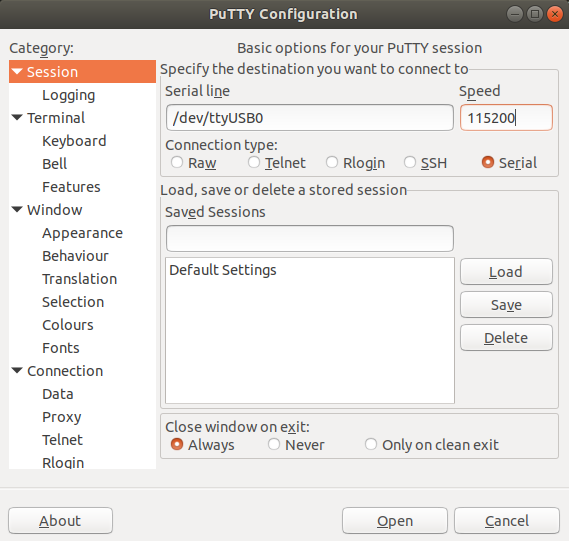 PuTTY Configuration
Category:
Session
Logging
Terminal
Keyboard
Bell
Features
Window
Appearance
Behaviour
Translation
Selection
Colours
Fonts
Connection
Data
Proxy
Telnet
Rlogin
Basic options for your PuTTY session
Specify the destination you want to connect to
Serial line Speed
/dev/ttyUSB0 115200
Connection type:
Raw Telnet Rlogin SSH Serial
Load, save or delete a stored session
Saved Sessions
Default Settings
Load
Save
Delete
Close window on exit:
Always Never Only on clean exit
About Open Cancel